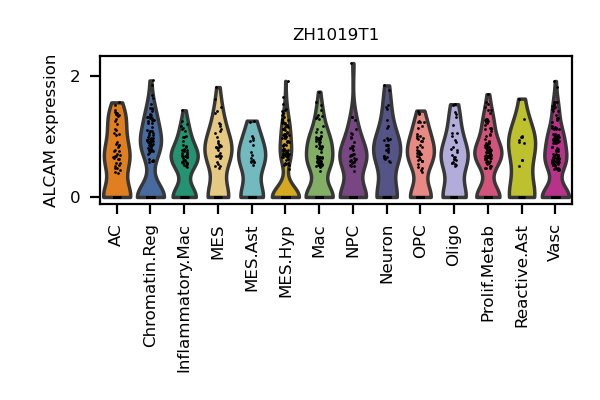 ZH1019T1
ALCAM expression
2
0
AC
Chromatin.Reg
Inflammatory.Mac
MES
MES.Ast
MES.Hyp
Mac
NPC
Neuron
OPC
Oligo
Prolif.Metab
Reactive.Ast
Vasc